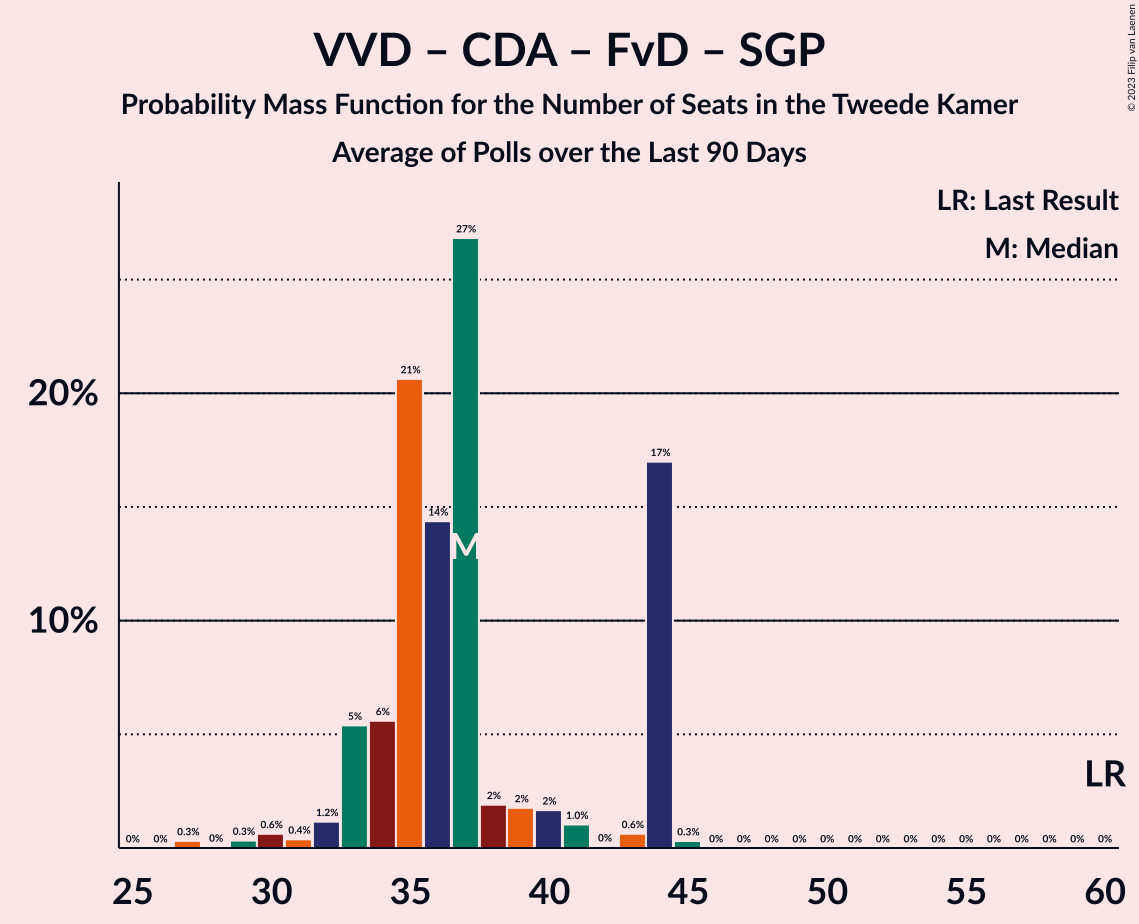 VVD – CDA – FvD – SGP
Probability Mass Function for the Number of Seats in the Tweede Kamer
Average of Polls over the Last 90 Days
© 2023 Filip van Laenen
LR: Last Result
M: Median
20%
10%
0% 0% 0.3% 0% 0.3% 0.6% 0.4% 1.2% 5% 6% 21% 14% 27% 2% 2% 2% 1.0% 0% 0.6% 17% 0.3% 0% 0% 0% 0% 0% 0% 0% 0% 0% 0% 0% 0% 0% 0% 0%
M
LR
25 30 35 40 45 50 55 60